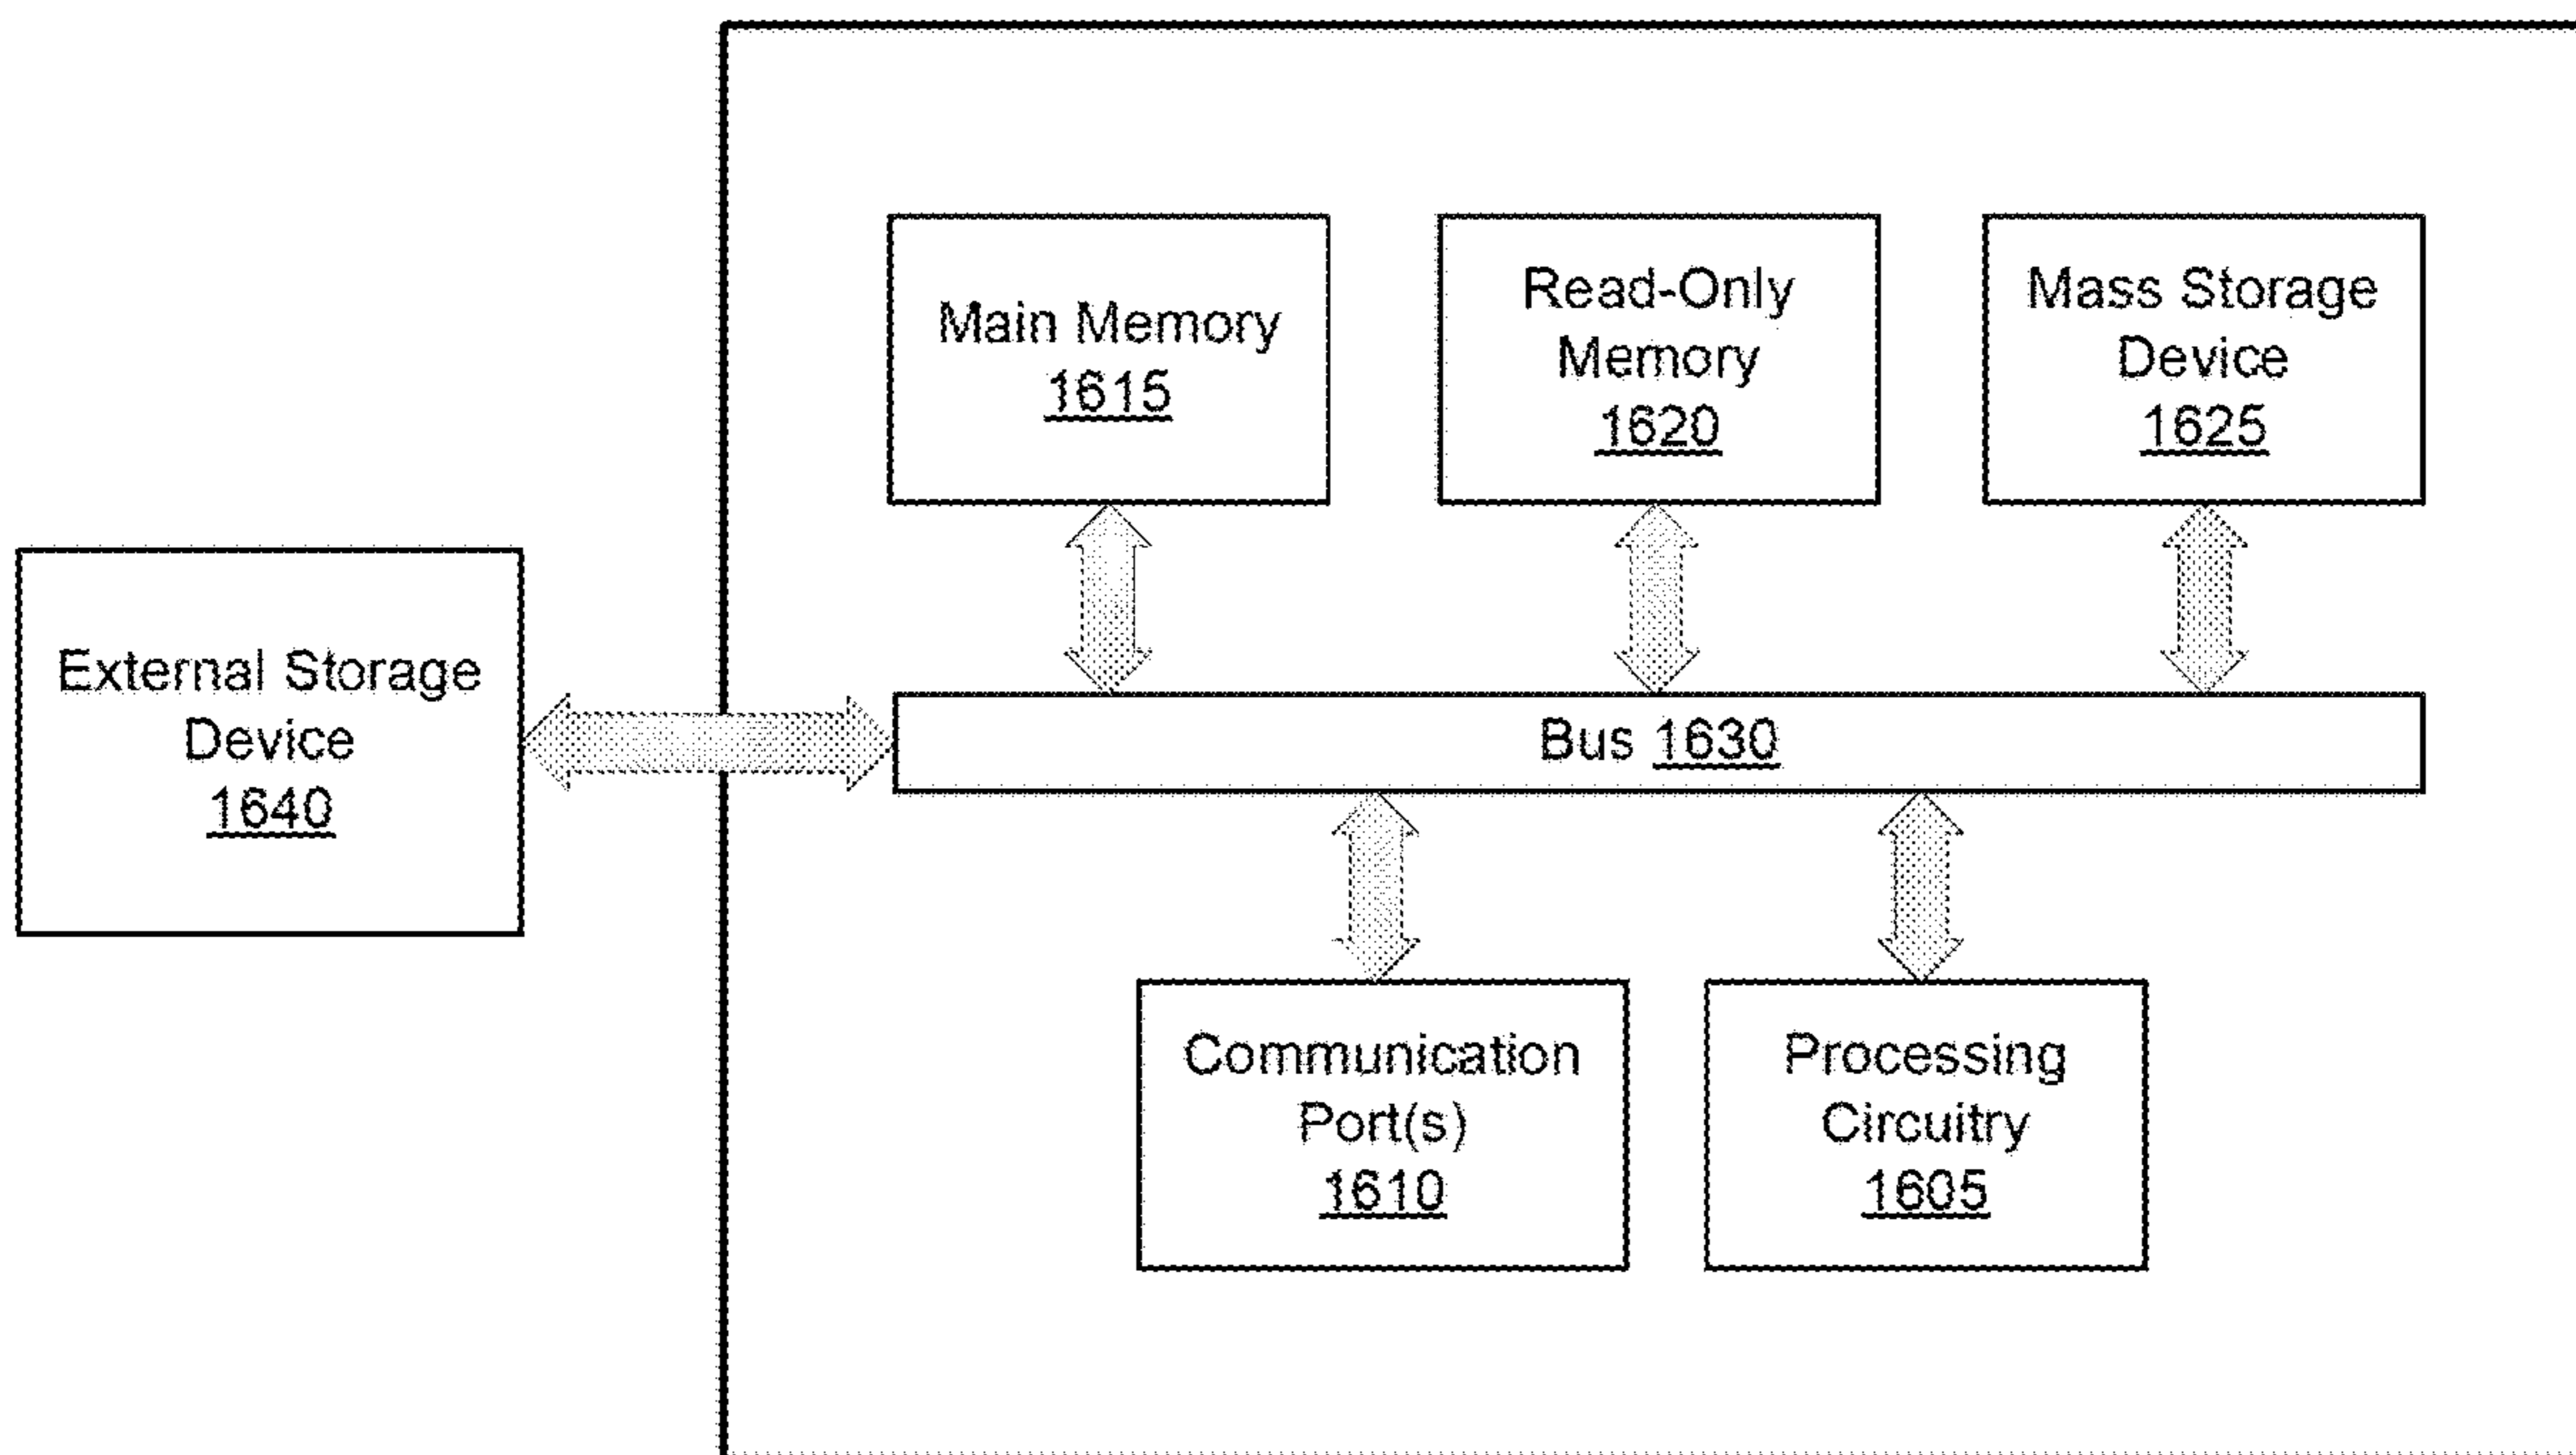 Main Memory
1615
Read-Only
Memory
1620
Mass Storage
Device
1625
External Storage
Device
1640
Bus 1630
Communication
Port(s)
1610
Processing
Circuitry
1605